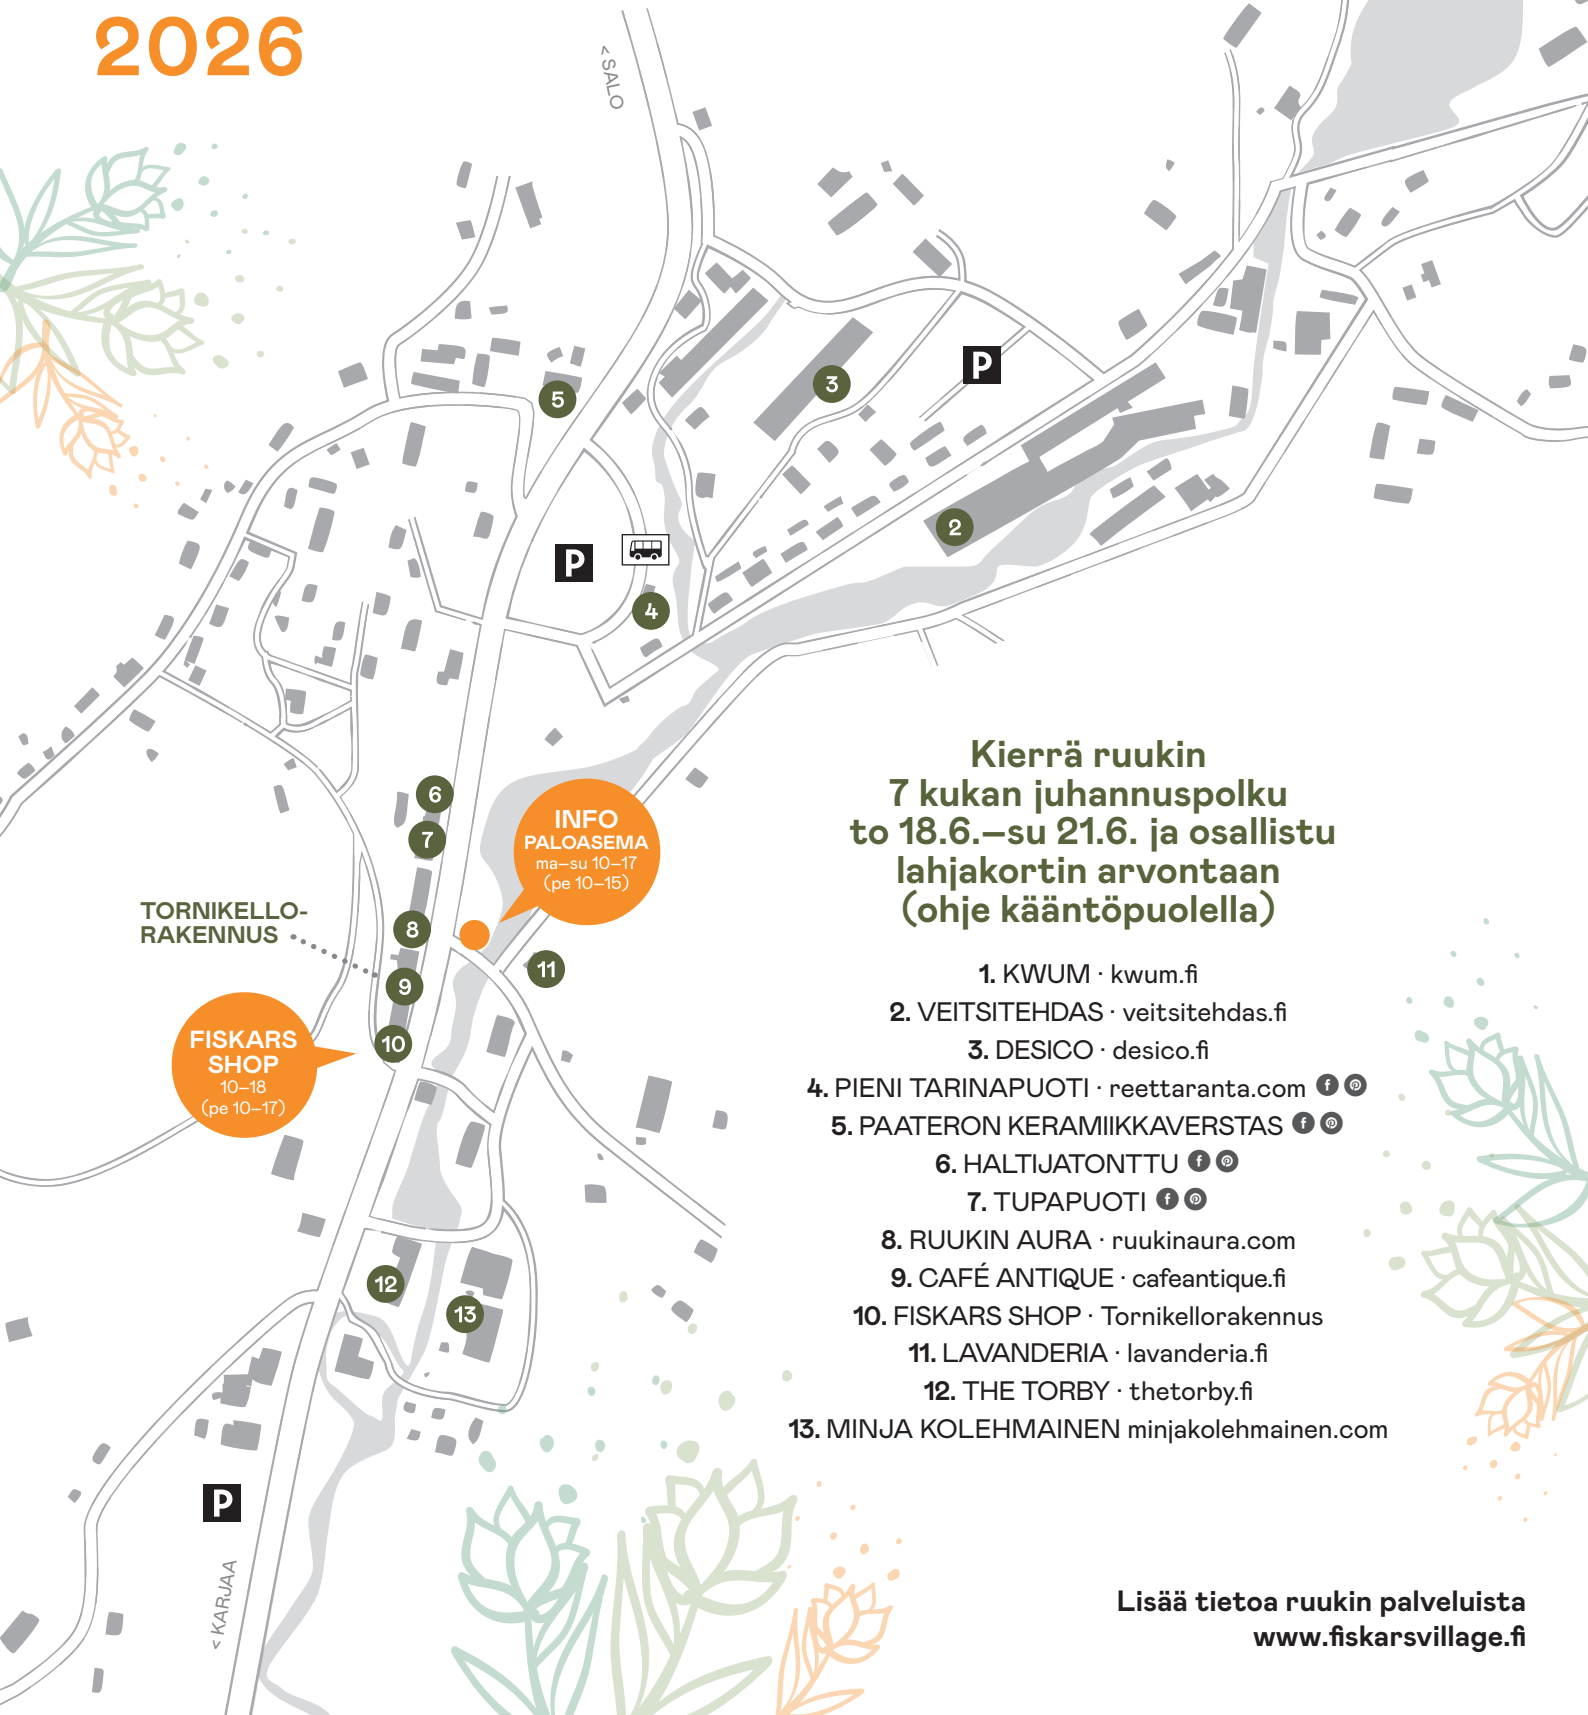 2026
< SALO
P
3
5
2
P
4
6
7
INFO
PALOASEMA
ma–su 10–17
(pe 10–15)
TORNIKELLO-
RAKENNUS
8
9
11
10
FISKARS
SHOP
10–18
(pe 10–17)
12
13
P
< KARJAA
Kierrä ruukin
7 kukan juhannuspolku
to 18.6.–su 21.6. ja osallistu
lahjakortin arvontaan
(ohje kääntöpuolella)
1. KWUM · kwum.fi
2. VEITSITEHDAS · veitsitehdas.fi
3. DESICO · desico.fi
4. PIENI TARINAPUOTI · reettaranta.com
5. PAATERON KERAMIIKKAVERSTAS
6. HALTIJATONTTU
7. TUPAPUOTI
8. RUUKIN AURA · ruukinaura.com
9. CAFÉ ANTIQUE · cafeantique.fi
10. FISKARS SHOP · Tornikellorakennus
11. LAVANDERIA · lavanderia.fi
12. THE TORBY · thetorby.fi
13. MINJA KOLEHMAINEN minjakolehmainen.com
Lisää tietoa ruukin palveluista
www.fiskarsvillage.fi